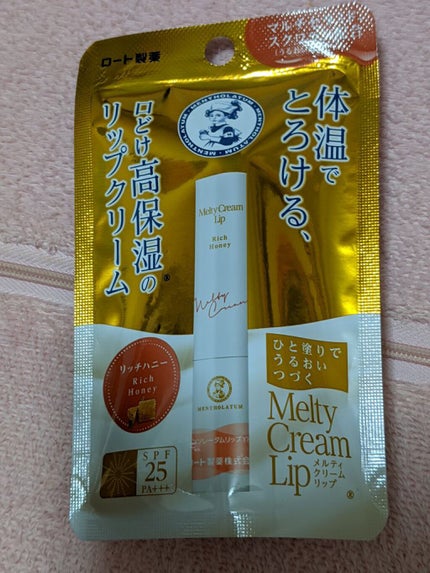 ロート製薬
体温で
とろける、
口どけ高保湿の
リップクリーム
MENTHOLATUM MENTHOLATUM
Melty Cream
Lip
Rich
Honey
Melty
Cream
MENTHOLATUM
ロート製薬株式会
リッチハニー
Rich
Honey
SPF
25
PA+++
ひと塗りで
うるおい
つづく
Melty
Cream
Lip
メルティ
クリーム
リップ
®